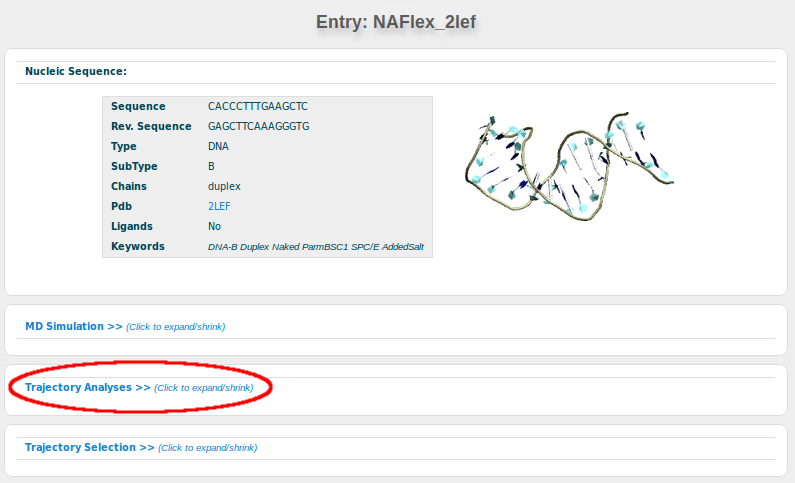 Entry: NAFlex_2lef
Nucleic Sequence:
Sequence CACCCTTTGAAGCTC
Rev. Sequence GAGCTTCAAAGGGTG
Type DNA
SubType B
Chains duplex
Pdb 2LEF
Ligands No
Keywords DNA-B Duplex Naked ParmBSC1 SPC/E AddedSalt
MD Simulation >> (Click to expand/shrink)
Trajectory Analyses >> (Click to expand/shrink)
Trajectory Selection >> (Click to expand/shrink)